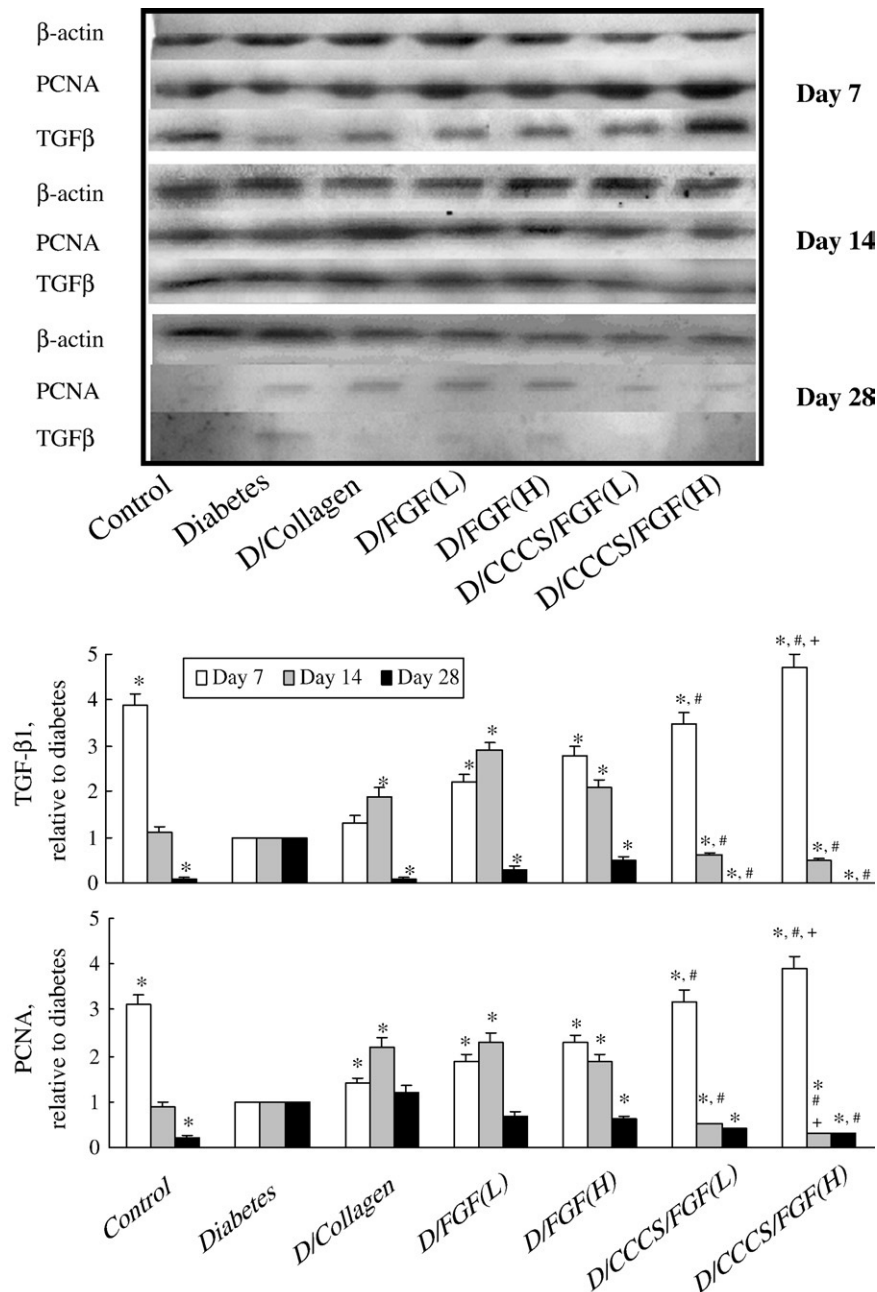 β-actin
PCNA
Day 7
TGFβ
β-actin
PCNA
Day 14
TGFβ
β-actin
PCNA
Day 28
TGFβ
Control
Diabetes
D/Collagen
D/FGF(L)
D/FGF(H)
D/CCCS/FGF(L)
D/CCCS/FGF(H)
TGF-β1,
relative to diabetes
5
4
3
2
1
0
Day 7 Day 14 Day 28
*
*
*
*
*
*
*
*
*
*
*, #
*, #
*, #
*, #, +
*, #
*, #
PCNA,
relative to diabetes
5
4
3
2
1
0
*
*
*
*
*
*
*
*
*
*, #
*, #
*
*, #, +
*
#
+
*, #
Control
Diabetes
D/Collagen
D/FGF(L)
D/FGF(H)
D/CCCS/FGF(L)
D/CCCS/FGF(H)